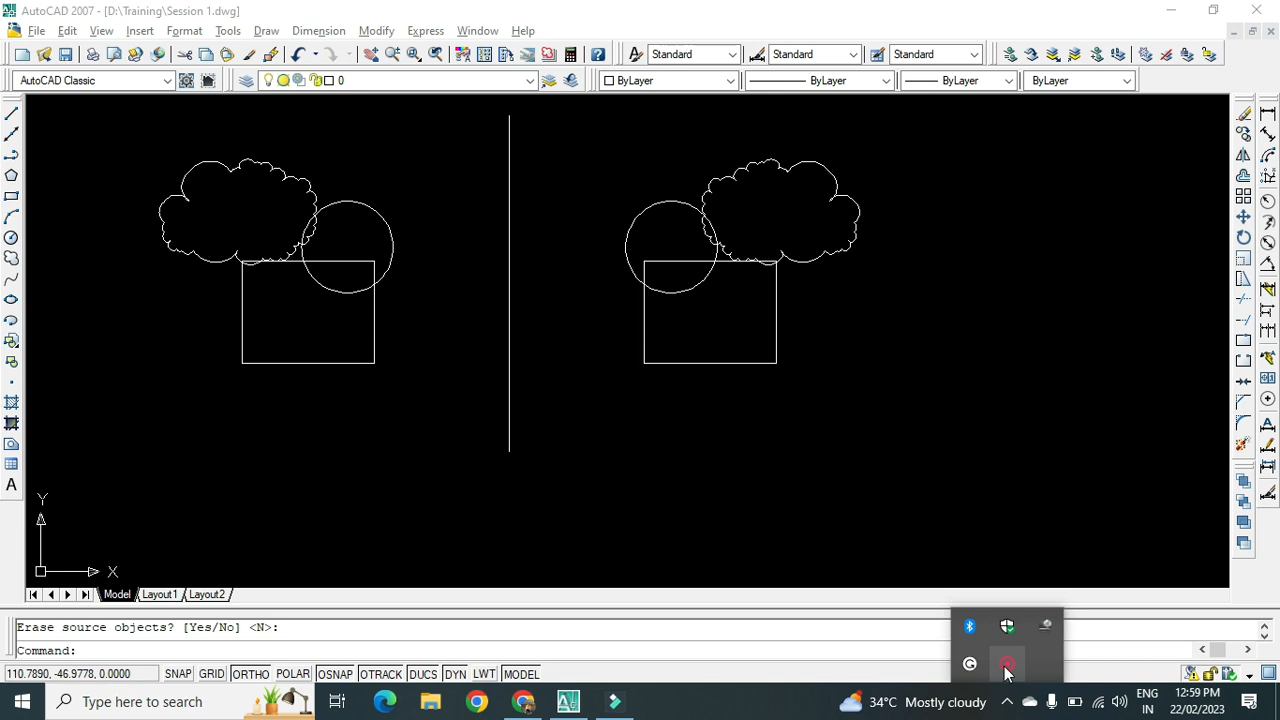 AutoCAD 2007 - [D:\Training\Session 1.dwg]
File Edit View Insert Format Tools Draw Dimension Modify Express Window Help
Standard Standard Standard
AutoCAD Classic 0 ByLayer ByLayer ByLayer ByLayer
A
Y
X
Model Layout1 Layout2
Erase source objects? [Yes/No] <N>:
Command:
110.7890, -46.9778, 0.0000 SNAP GRID ORTHO POLAR OSNAP OTRACK DUCS DYN LWT MODEL
Type here to search
34°C Mostly cloudy
ENG
IN
12:59 PM
22/02/2023